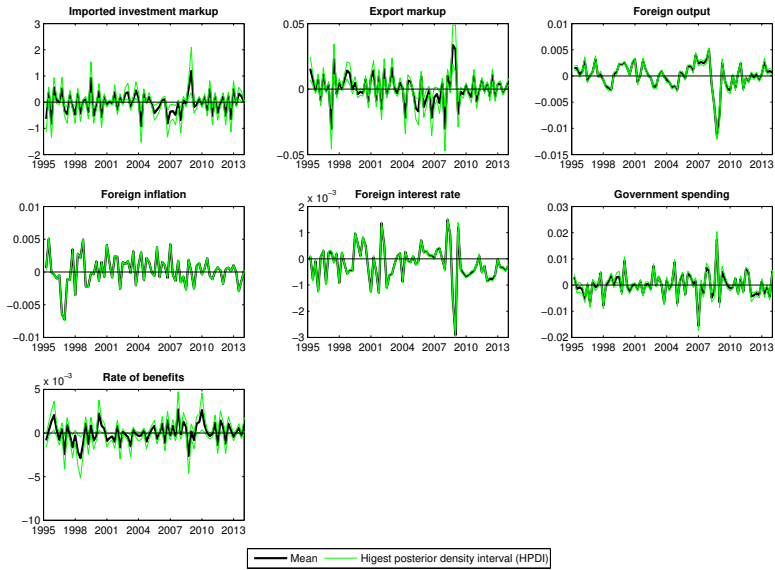 Imported investment markup
3
2
1
0
−1
−2
1995 1998 2001 2004 2007 2010 2013
Export markup
0.05
0
−0.05
1995 1998 2001 2004 2007 2010 2013
Foreign output
0.01
0.005
0
−0.005
−0.01
−0.015
1995 1998 2001 2004 2007 2010 2013
Foreign inflation
0.01
0.005
0
−0.005
−0.01
1995 1998 2001 2004 2007 2010 2013
Foreign interest rate
x 10−3
2
1
0
−1
−2
−3
1995 1998 2001 2004 2007 2010 2013
Government spending
0.03
0.02
0.01
0
−0.01
−0.02
1995 1998 2001 2004 2007 2010 2013
Rate of benefits
x 10−3
5
0
−5
−10
1995 1998 2001 2004 2007 2010 2013
Mean Higest posterior density interval (HPDI)